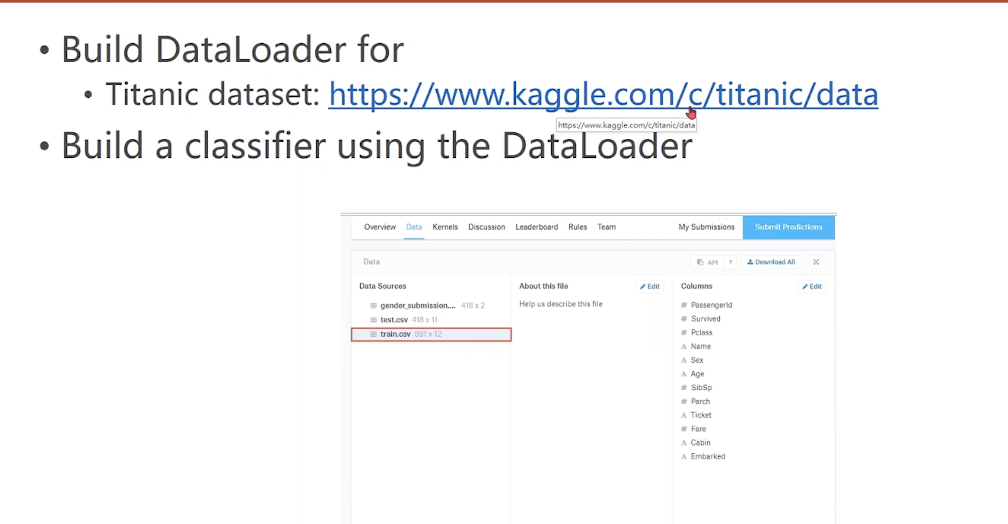 • Build DataLoader for
• Titanic dataset: https://www.kaggle.com/c/titanic/data
https://www.kaggle.com/c/titanic/data
• Build a classifier using the DataLoader
Overview Data Kernels Discussion Leaderboard Rules Team My Submissions Submit Predictions
Data API ? Download All
Data Sources
gender_submission.... 418 x 2
test.csv 418 x 11
train.csv 891 x 12
About this file Edit
Help us describe this file
Columns Edit
# PassengerId
# Survived
# Pclass
A Name
A Sex
A Age
# SibSp
# Parch
A Ticket
# Fare
A Cabin
A Embarked